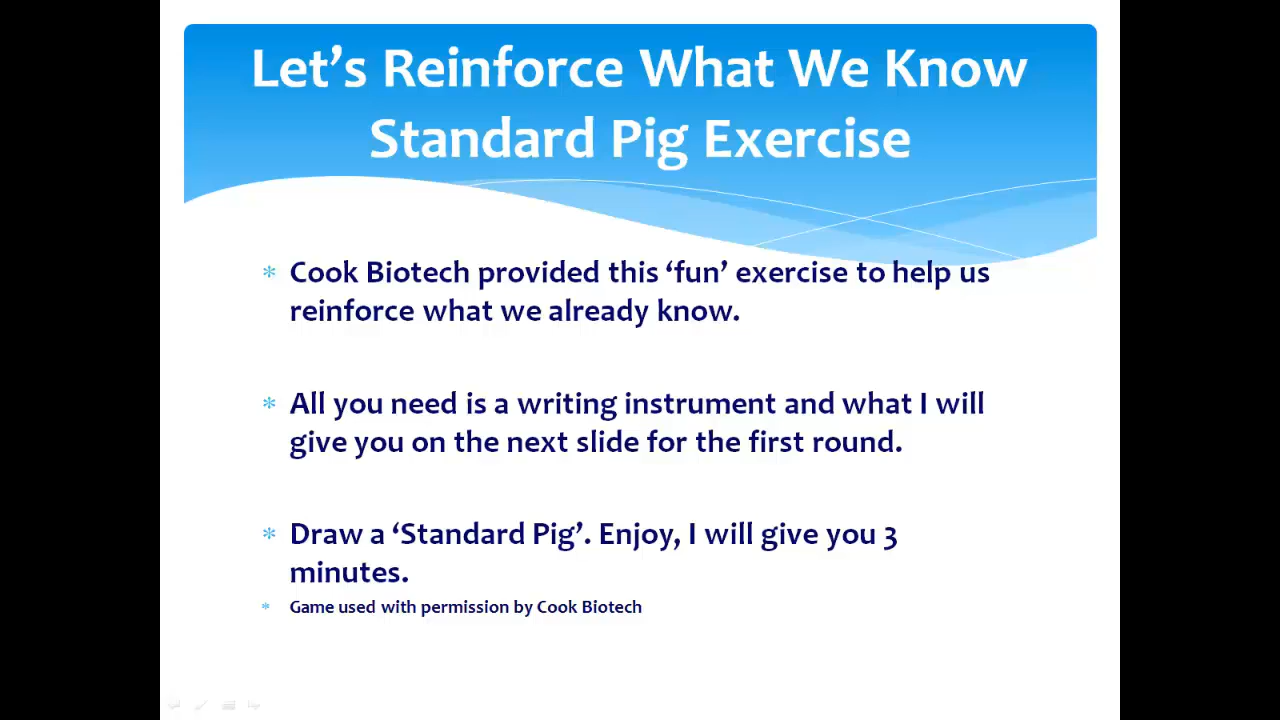 Let’s Reinforce What We Know
Standard Pig Exercise
* Cook Biotech provided this ‘fun’ exercise to help us
reinforce what we already know.
* All you need is a writing instrument and what I will
give you on the next slide for the first round.
* Draw a ‘Standard Pig’. Enjoy, I will give you 3
minutes.
* Game used with permission by Cook Biotech